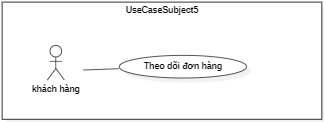 UseCaseSubject5
Theo dõi đơn hàng
khách hàng